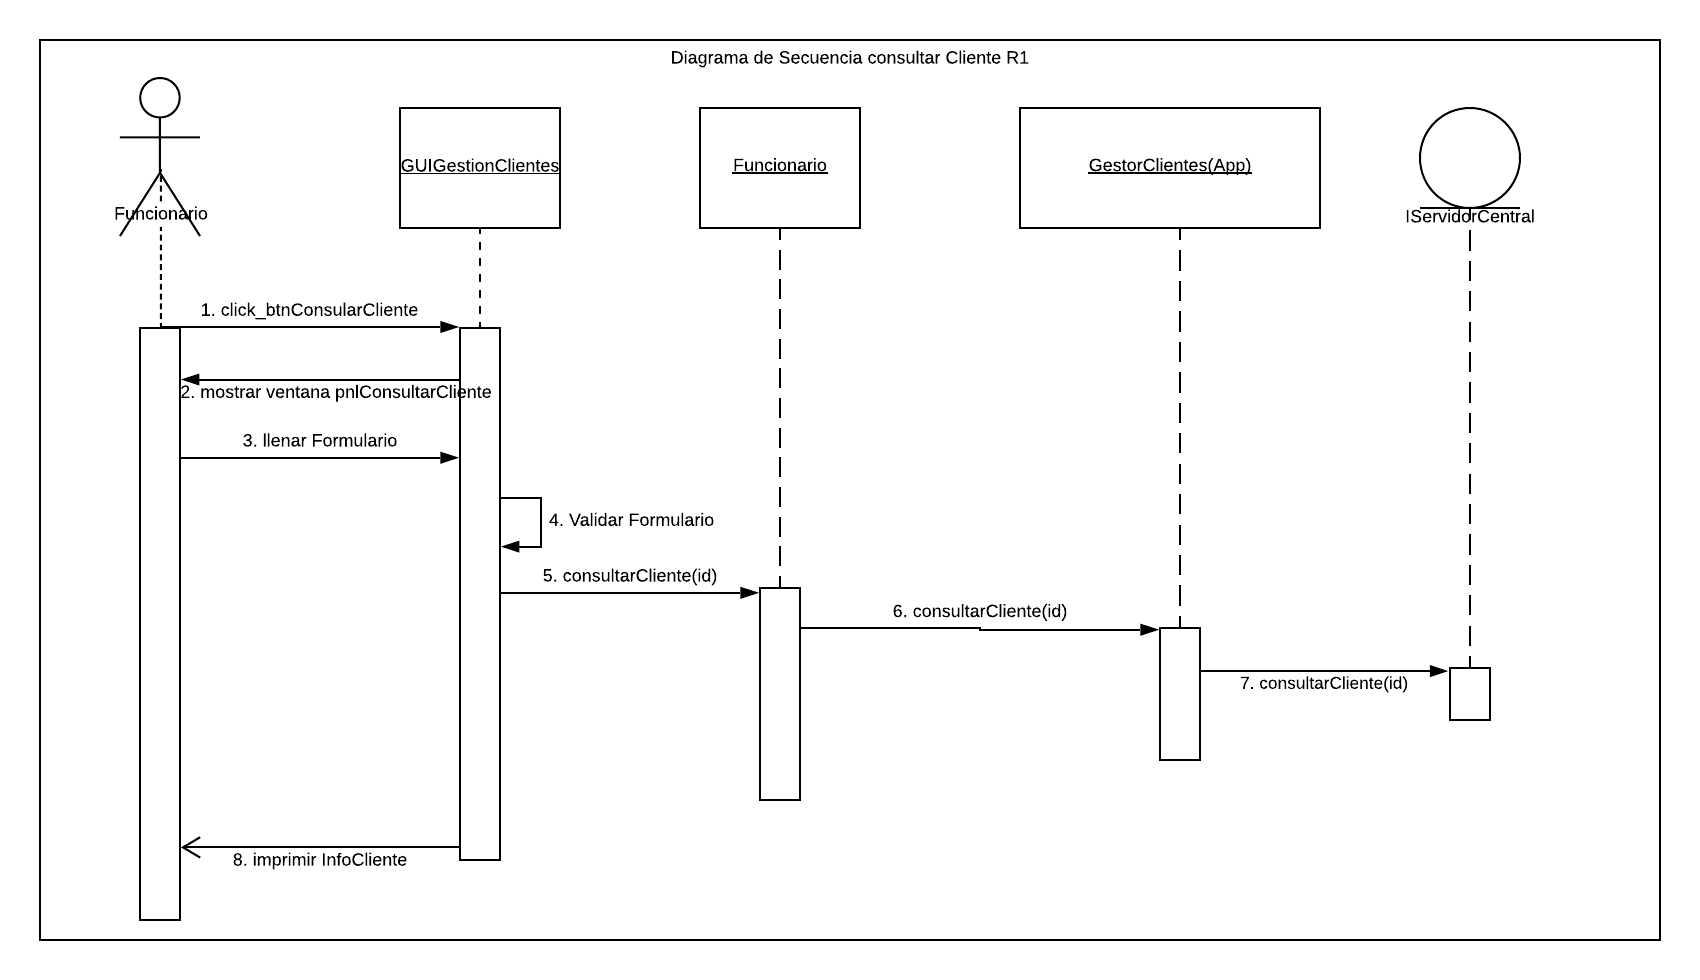 Diagrama de Secuencia consultar Cliente R1
Funcionario
GUIGestionClientes
Funcionario
GestorClientes(App)
IServidorCentral
1. click_btnConsularCliente
2. mostrar ventana pnlConsultarCliente
3. llenar Formulario
4. Validar Formulario
5. consultarCliente(id)
6. consultarCliente(id)
7. consultarCliente(id)
8. imprimir InfoCliente